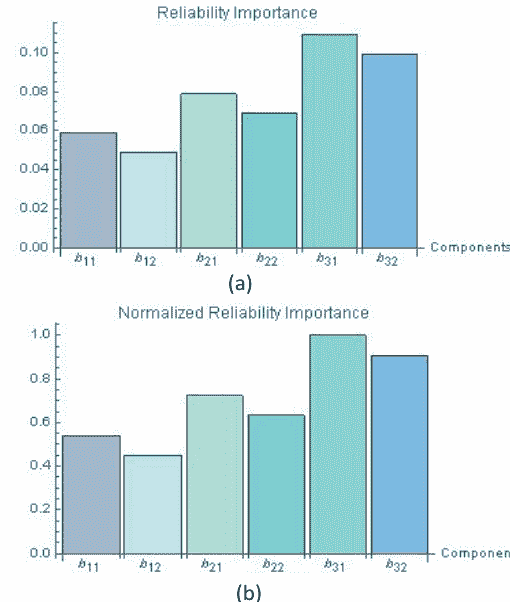 Reliability Importance
0.10
0.08
0.06
0.04
0.02
0.00
Components
b11 b12 b21 b22 b31 b32
(a)
Normalized Reliability Importance
1.0
0.8
0.6
0.4
0.2
0.0
Component
b11 b12 b21 b22 b31 b32
(b)